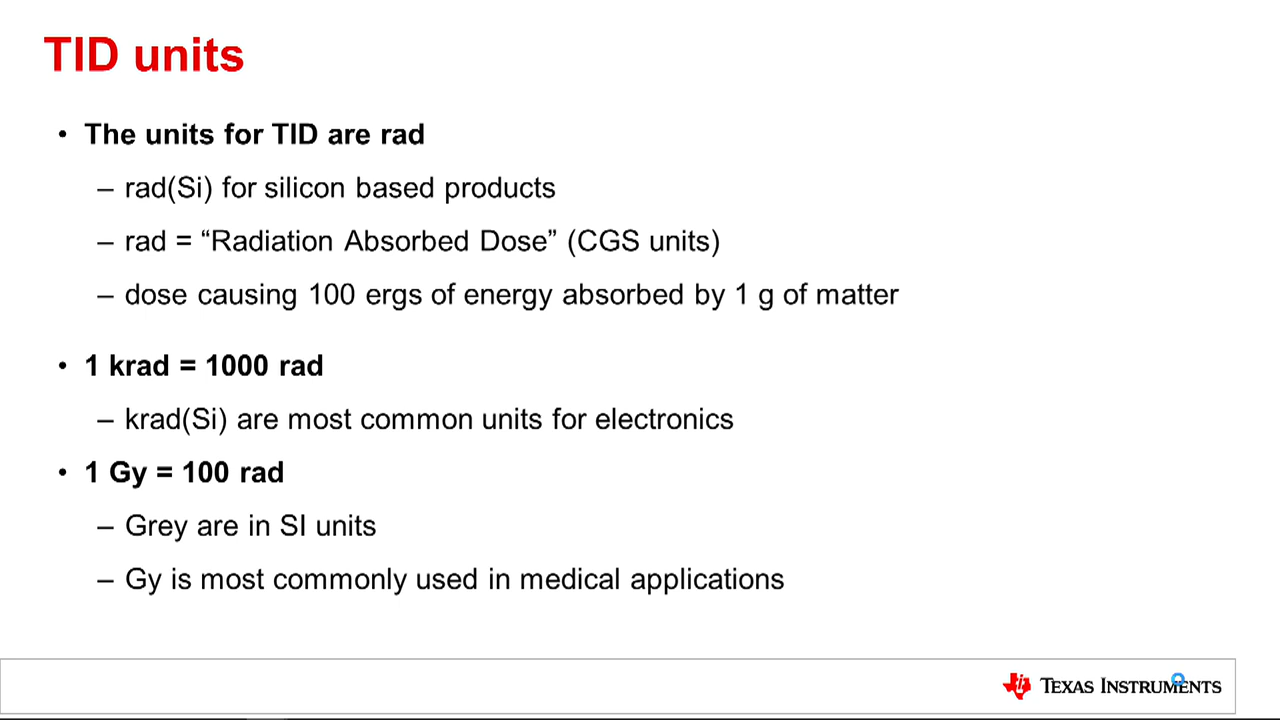 TID units
• The units for TID are rad
– rad(Si) for silicon based products
– rad = “Radiation Absorbed Dose” (CGS units)
– dose causing 100 ergs of energy absorbed by 1 g of matter
• 1 krad = 1000 rad
– krad(Si) are most common units for electronics
• 1 Gy = 100 rad
– Grey are in SI units
– Gy is most commonly used in medical applications
TEXAS INSTRUMENTS